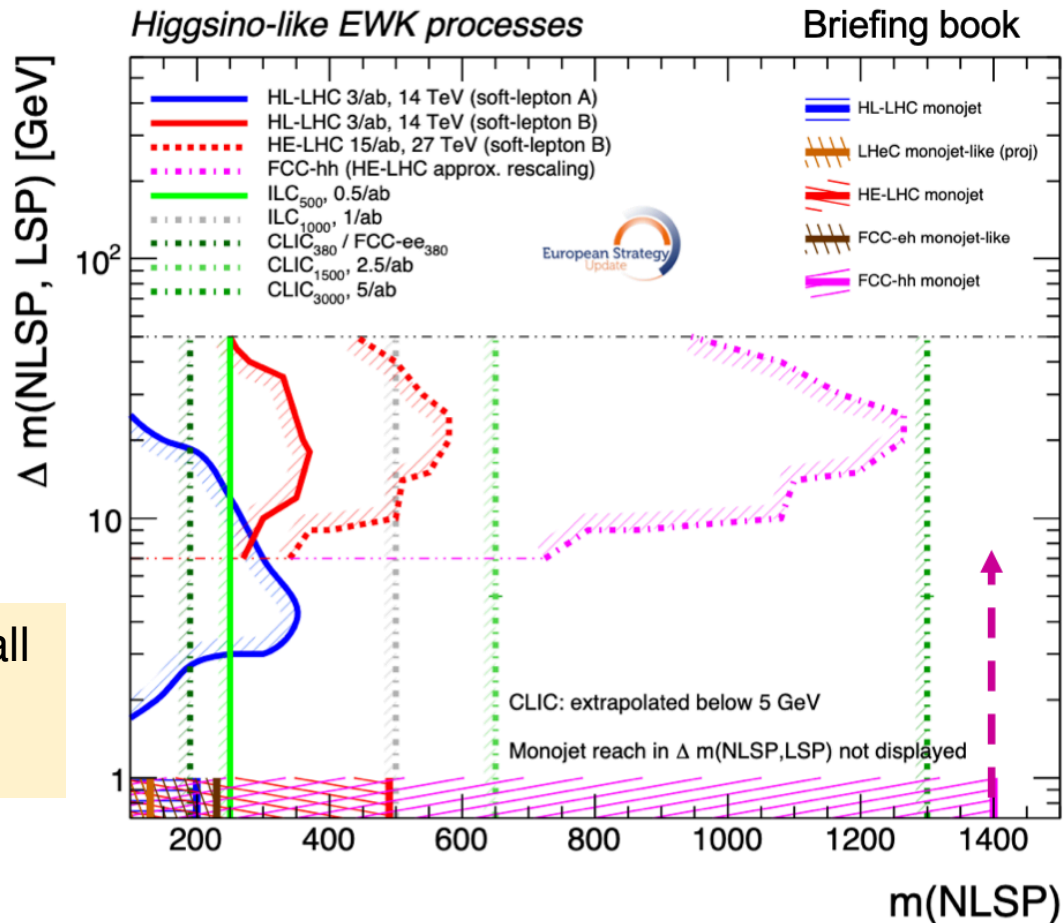 Higgsino-like EWK processes
Briefing book
HL-LHC 3/ab, 14 TeV (soft-lepton A)
HL-LHC 3/ab, 14 TeV (soft-lepton B)
HE-LHC 15/ab, 27 TeV (soft-lepton B)
FCC-hh (HE-LHC approx. rescaling)
ILC500, 0.5/ab
ILC1000, 1/ab
CLIC380 / FCC-ee380
CLIC1500, 2.5/ab
CLIC3000, 5/ab
European Strategy
Update
HL-LHC monojet
LHeC monojet-like (proj)
HE-LHC monojet
FCC-eh monojet-like
FCC-hh monojet
Δ m(NLSP, LSP) [GeV]
10²
10
1
all
CLIC: extrapolated below 5 GeV
Monojet reach in Δ m(NLSP,LSP) not displayed
200 400 600 800 1000 1200 1400
m(NLSP)